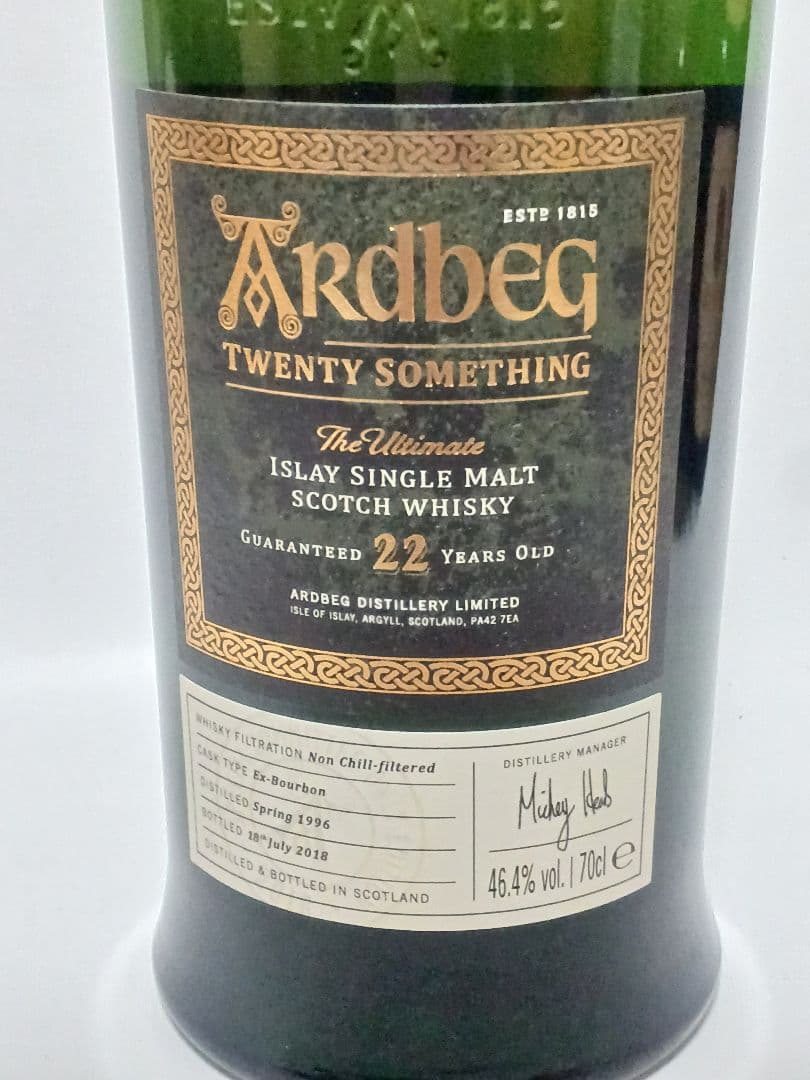 ESTD 1815
ARdbEG
TWENTY SOMETHING
The Ultimate
ISLAY SINGLE MALT
SCOTCH WHISKY
GUARANTEED 22 YEARS OLD
ARDBEG DISTILLERY LIMITED
ISLE OF ISLAY, ARGYLL, SCOTLAND, PA42 7EA
WHISKY FILTRATION Non Chill-filtered
CASK TYPE Ex-Bourbon
DISTILLED Spring 1996
BOTTLED 18th July 2018
DISTILLED & BOTTLED IN SCOTLAND
DISTILLERY MANAGER
Mickey Heads
46.4% vol. | 70cl e